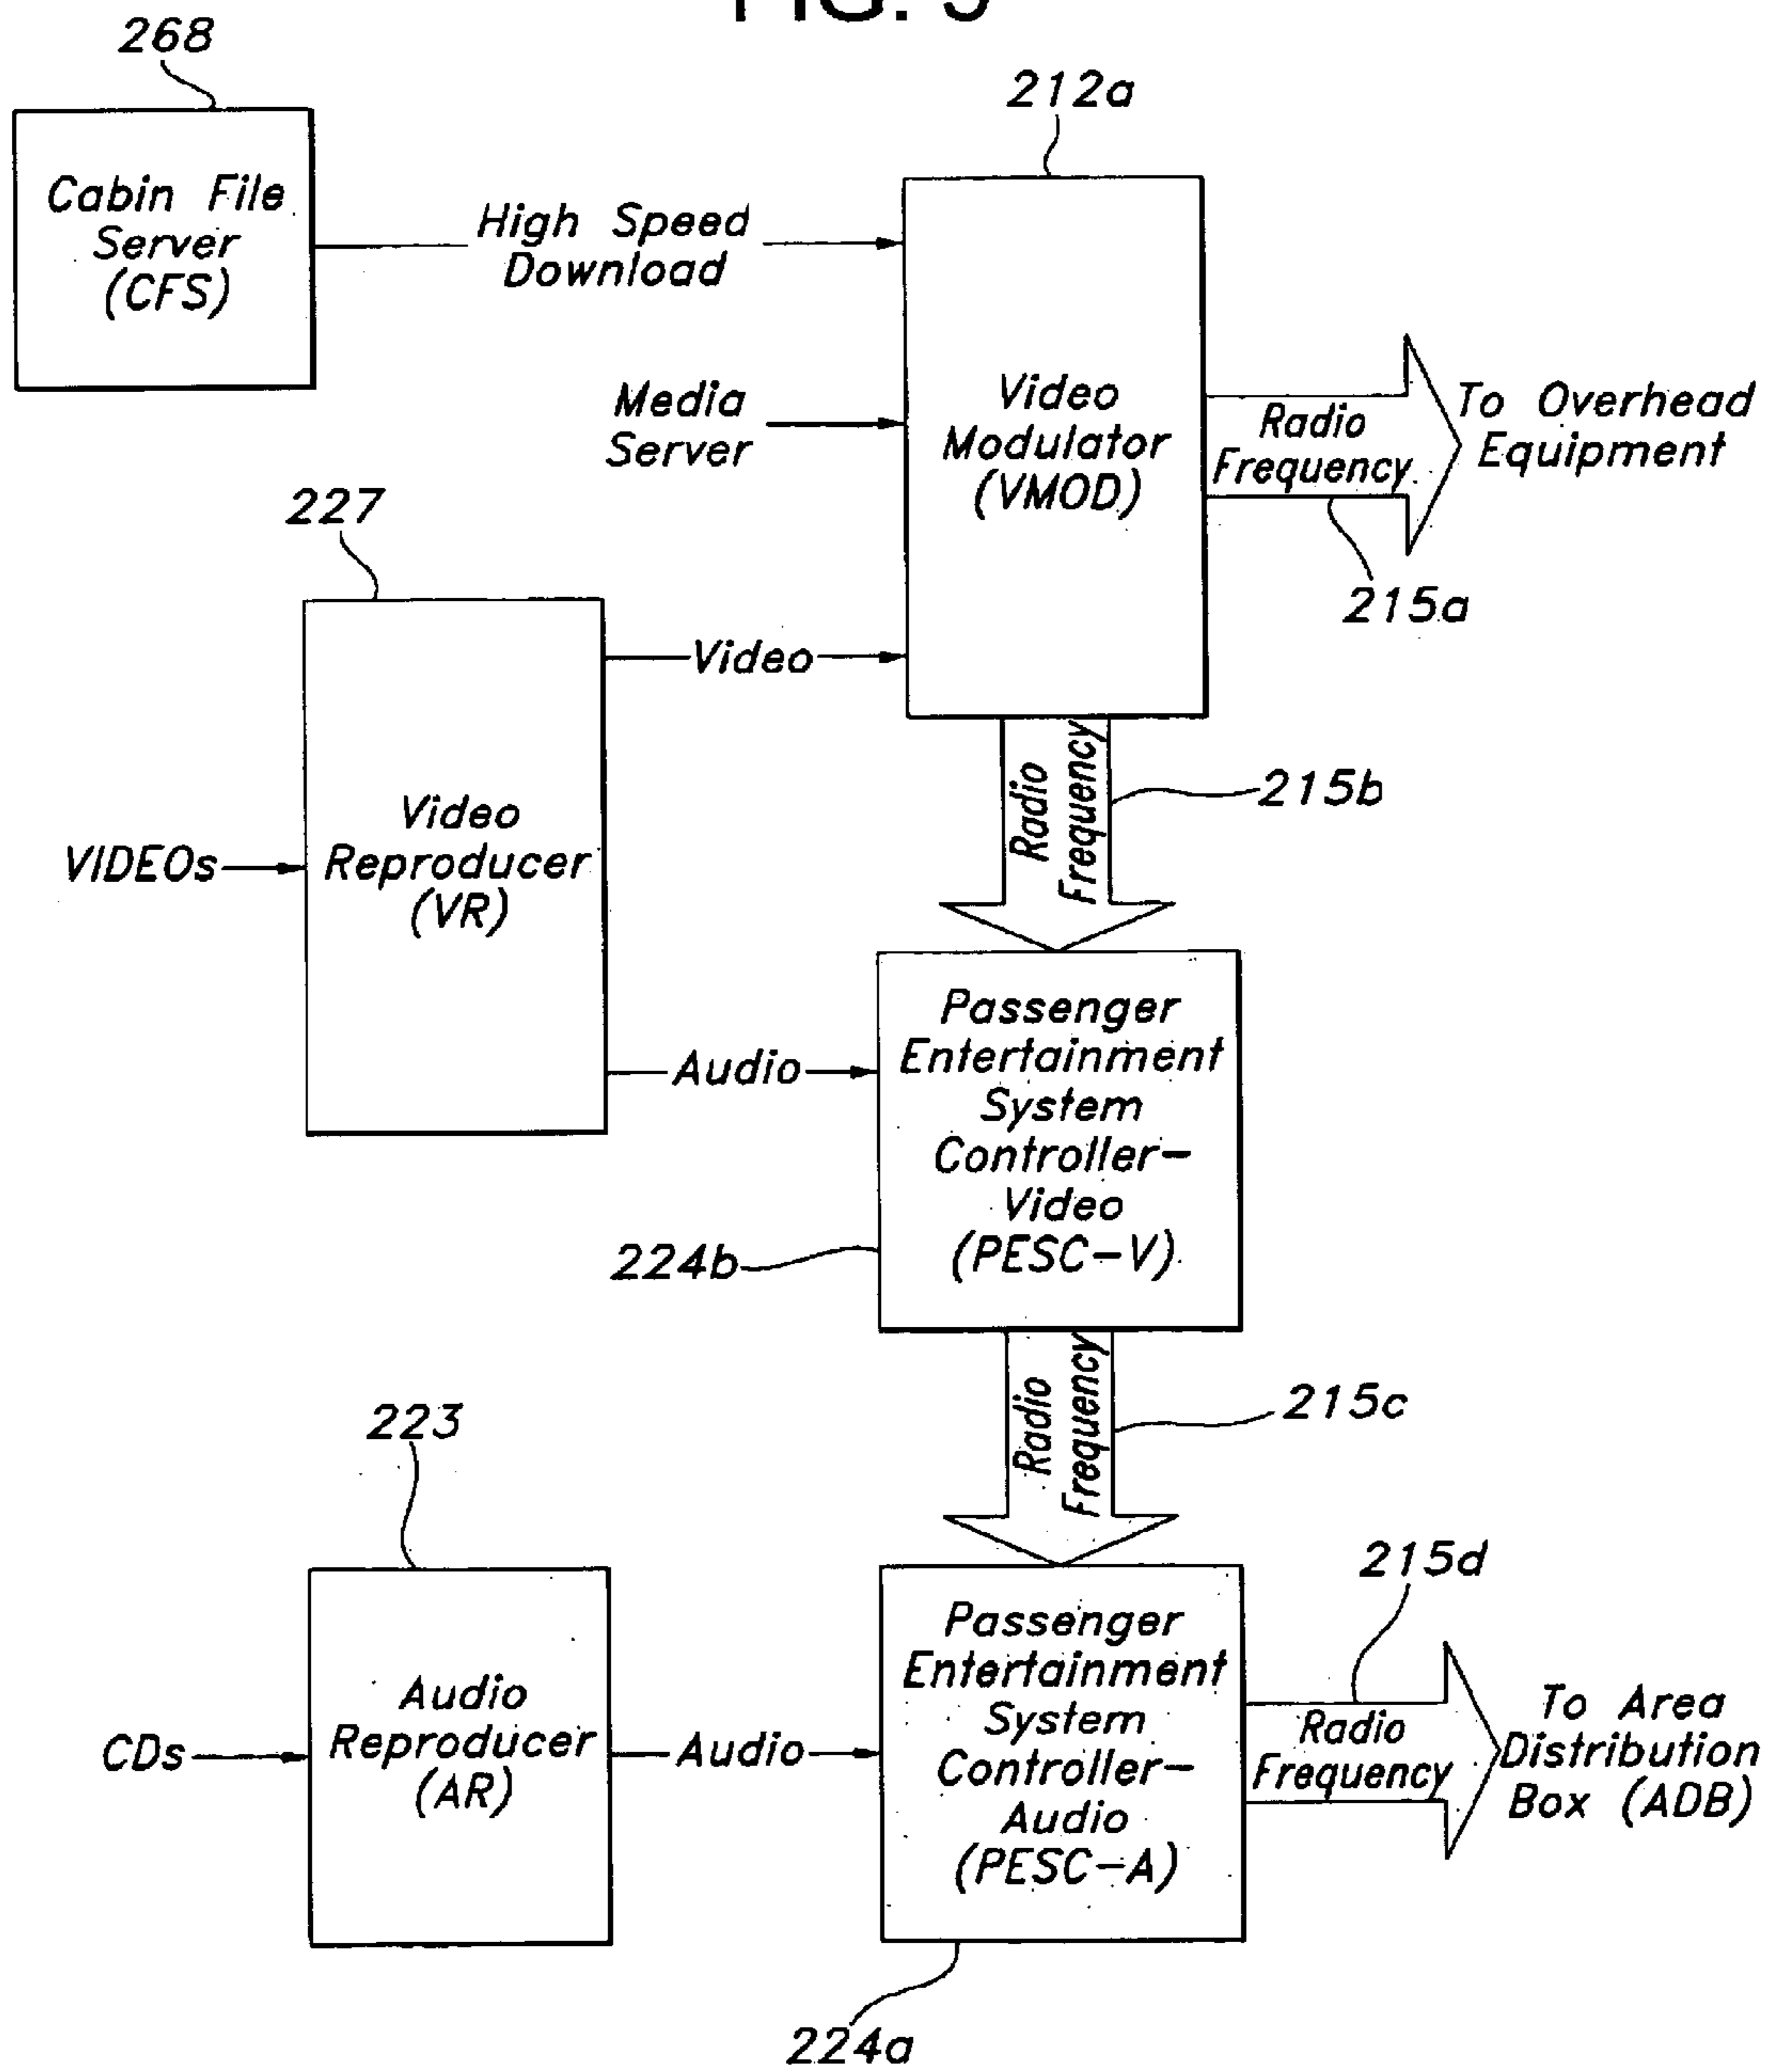 268
212a
Cabin File
Server
(CFS)
High Speed
Download
Media
Server
Video
Modulator
(VMOD)
Radio
Frequency
To Overhead
Equipment
215a
227
Video
VIDEOs
Video
Reproducer
(VR)
Radio
Frequency
215b
Audio
Passenger
Entertainment
System
Controller-
Video
(PESC-V)
224b
Radio
Frequency
215c
223
CDs
Audio
Reproducer
(AR)
Audio
Passenger
Entertainment
System
Controller-
Audio
(PESC-A)
215d
Radio
Frequency
To Area
Distribution
Box (ADB)
224a